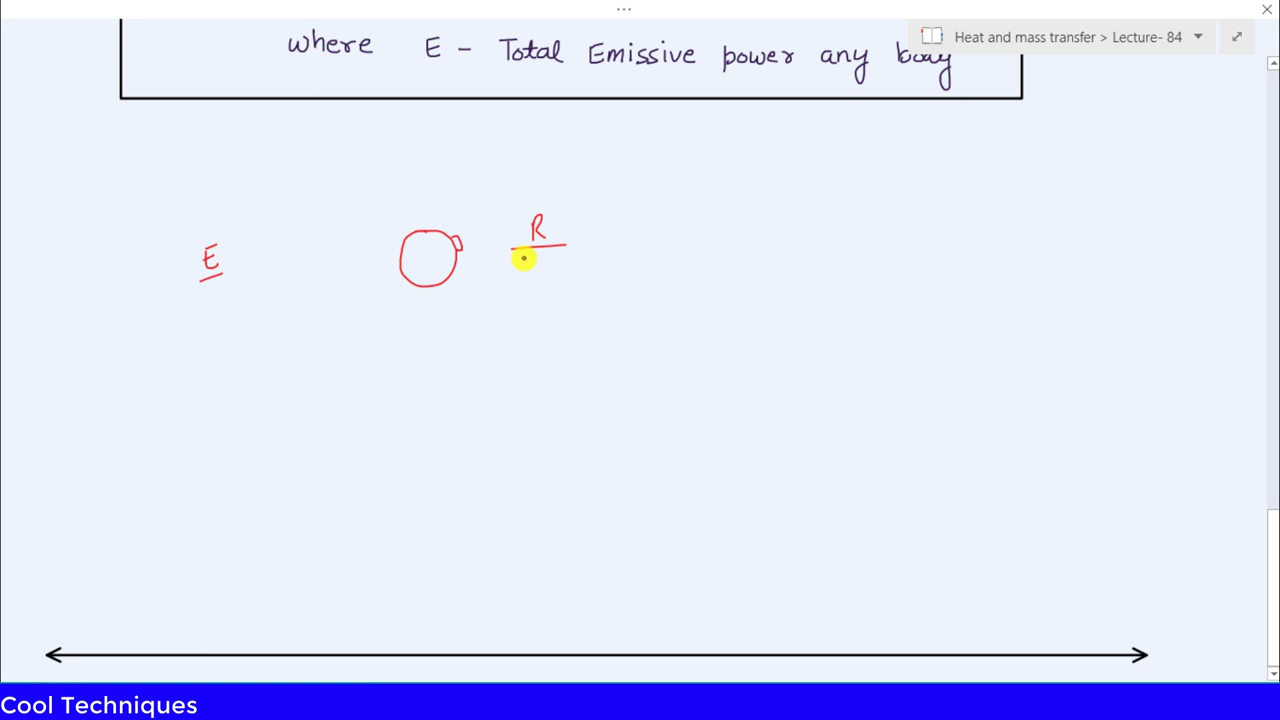 Heat and mass transfer > Lecture- 84
where E - Total Emissive power any body
R
E
Cool Techniques